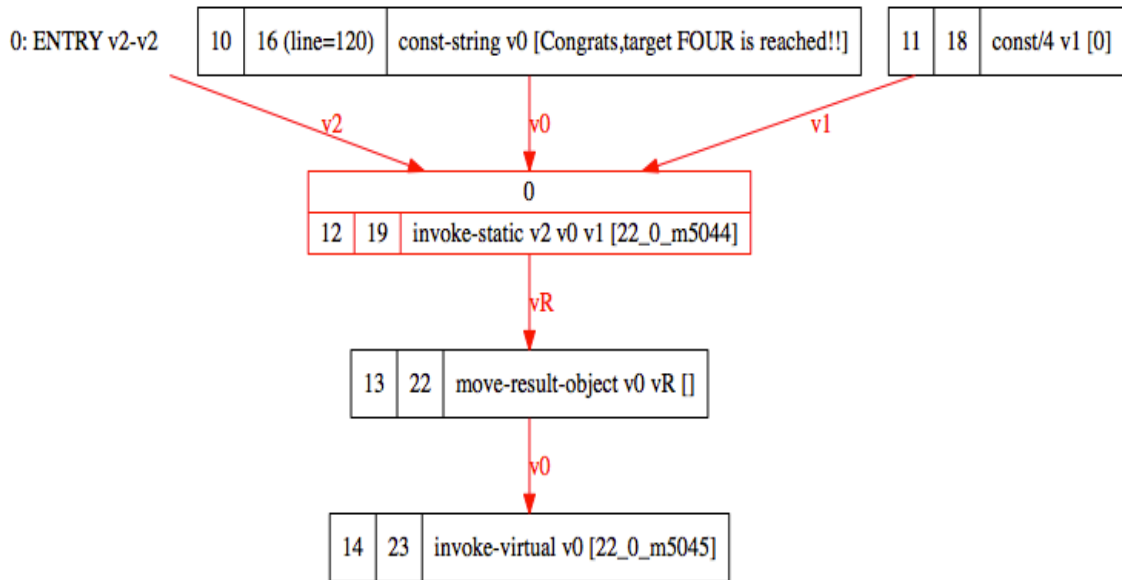 0: ENTRY v2-v2
10 16 (line=120) const-string v0 [Congrats,target FOUR is reached!!]
11 18 const/4 v1 [0]
v2
v0
v1
0
12 19 invoke-static v2 v0 v1 [22_0_m5044]
vR
13 22 move-result-object v0 vR []
v0
14 23 invoke-virtual v0 [22_0_m5045]